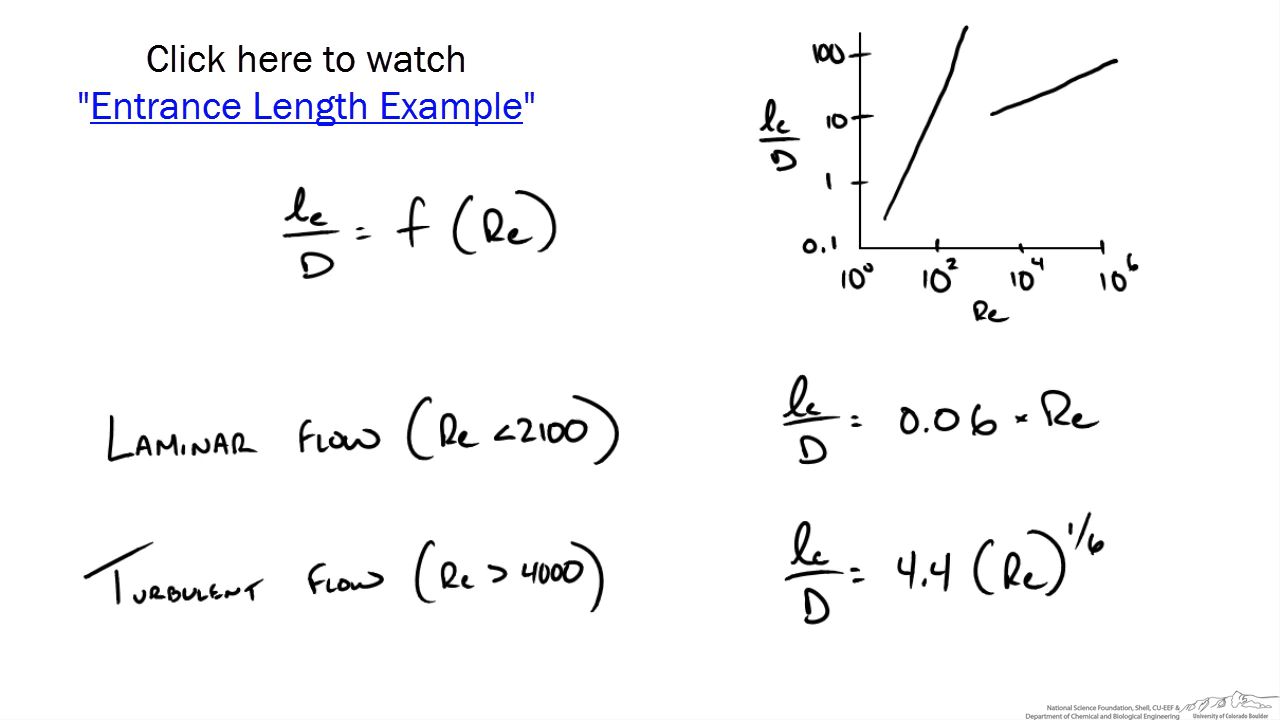 Click here to watch
"Entrance Length Example"
le/D = f (Re)
100
10
1
0.1
le/D
10^0 10^2 10^4 10^6
Re
LAMINAR FLOW (Re <2100)
le/D = 0.06 * Re
TURBULENT FLOW (Re > 4000)
le/D = 4.4 (Re)^1/6
National Science Foundation, Shell, CU-EEF &
Department of Chemical and Biological Engineering
University of Colorado Boulder